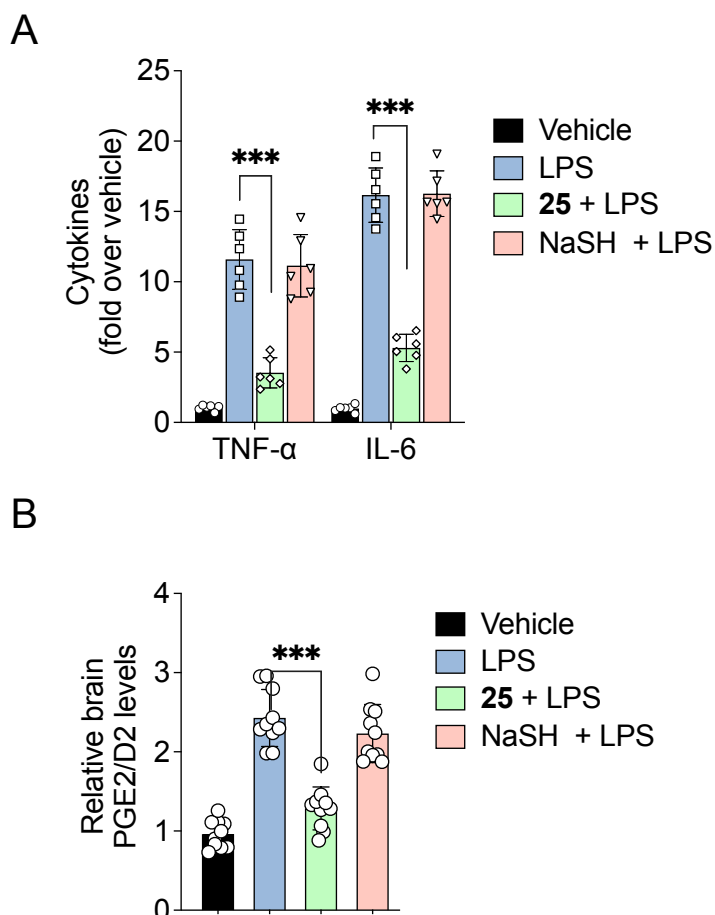 A
25
20
15
10
5
0
Cytokines
(fold over vehicle)
***
***
TNF-α
IL-6
Vehicle
LPS
25 + LPS
NaSH + LPS
B
4
3
2
1
0
Relative brain
PGE2/D2 levels
***
Vehicle
LPS
25 + LPS
NaSH + LPS